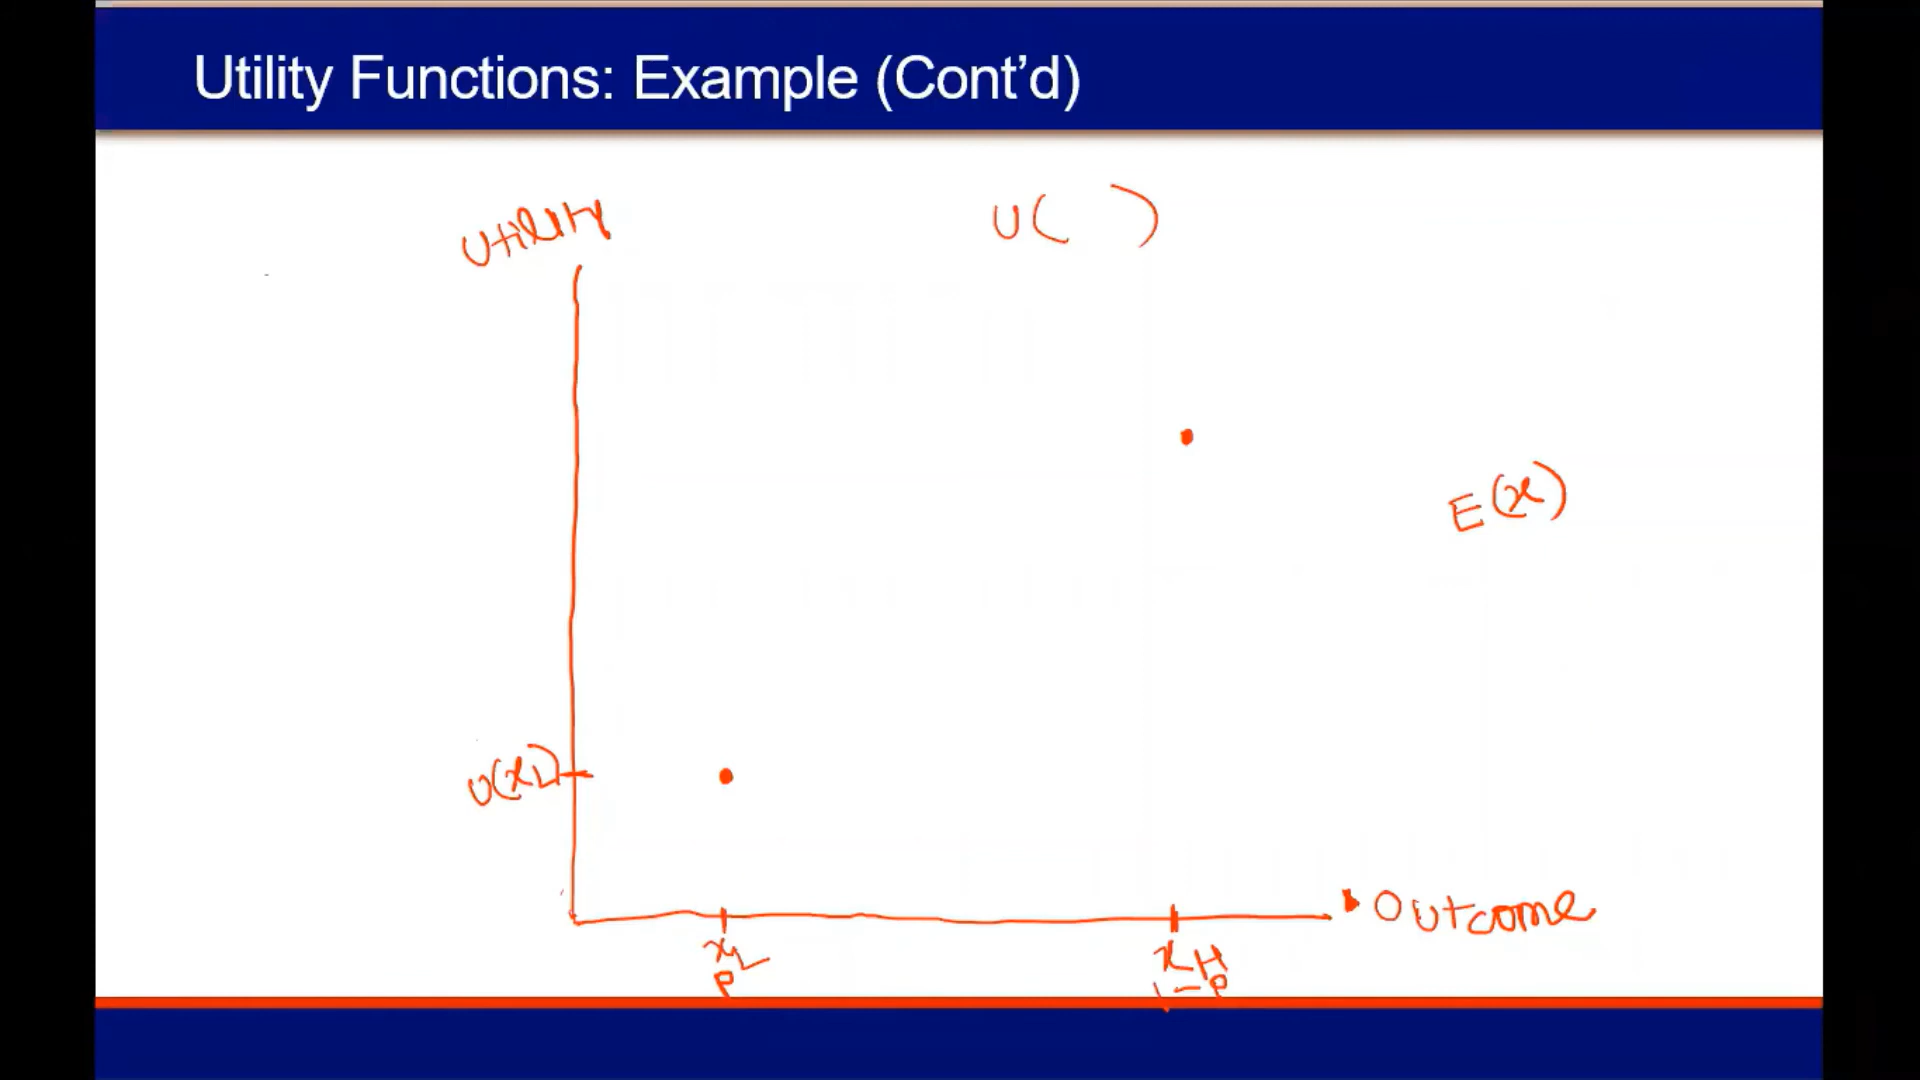 Utility Functions: Example (Cont'd)
Utility
U( )
E(x)
U(xL)
Outcome
xL
P
xH
1-P